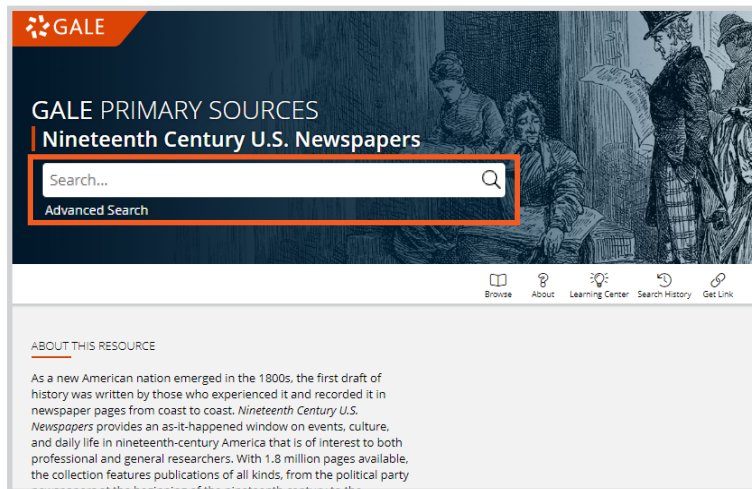 GALE
GALE PRIMARY SOURCES
Nineteenth Century U.S. Newspapers
Search...
Advanced Search
Browse
About
Learning Center
Search History
Get Link
ABOUT THIS RESOURCE
As a new American nation emerged in the 1800s, the first draft of
history was written by those who experienced it and recorded it in
newspaper pages from coast to coast. Nineteenth Century U.S.
Newspapers provides an as-it-happened window on events, culture,
and daily life in nineteenth-century America that is of interest to both
professional and general researchers. With 1.8 million pages available,
the collection features publications of all kinds, from the political party